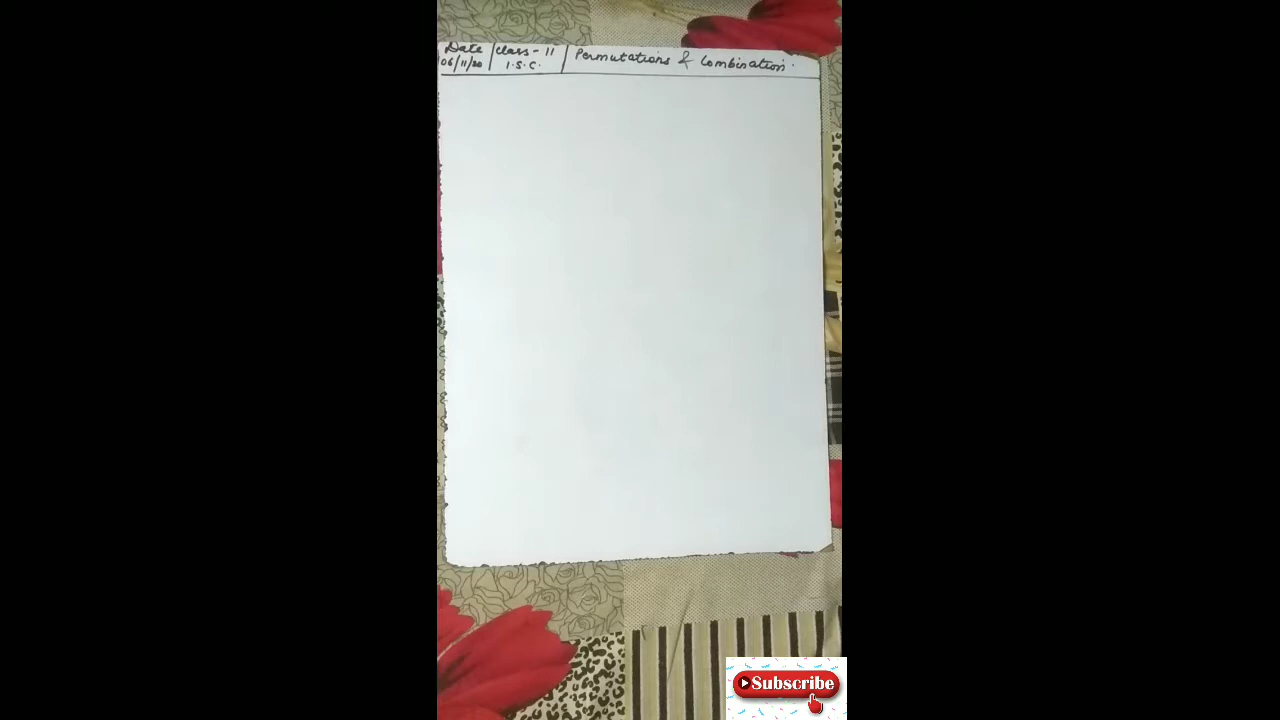 Date | class - 11 | Permutations & Combination.
06/11/20 | I.S.C.
Subscribe